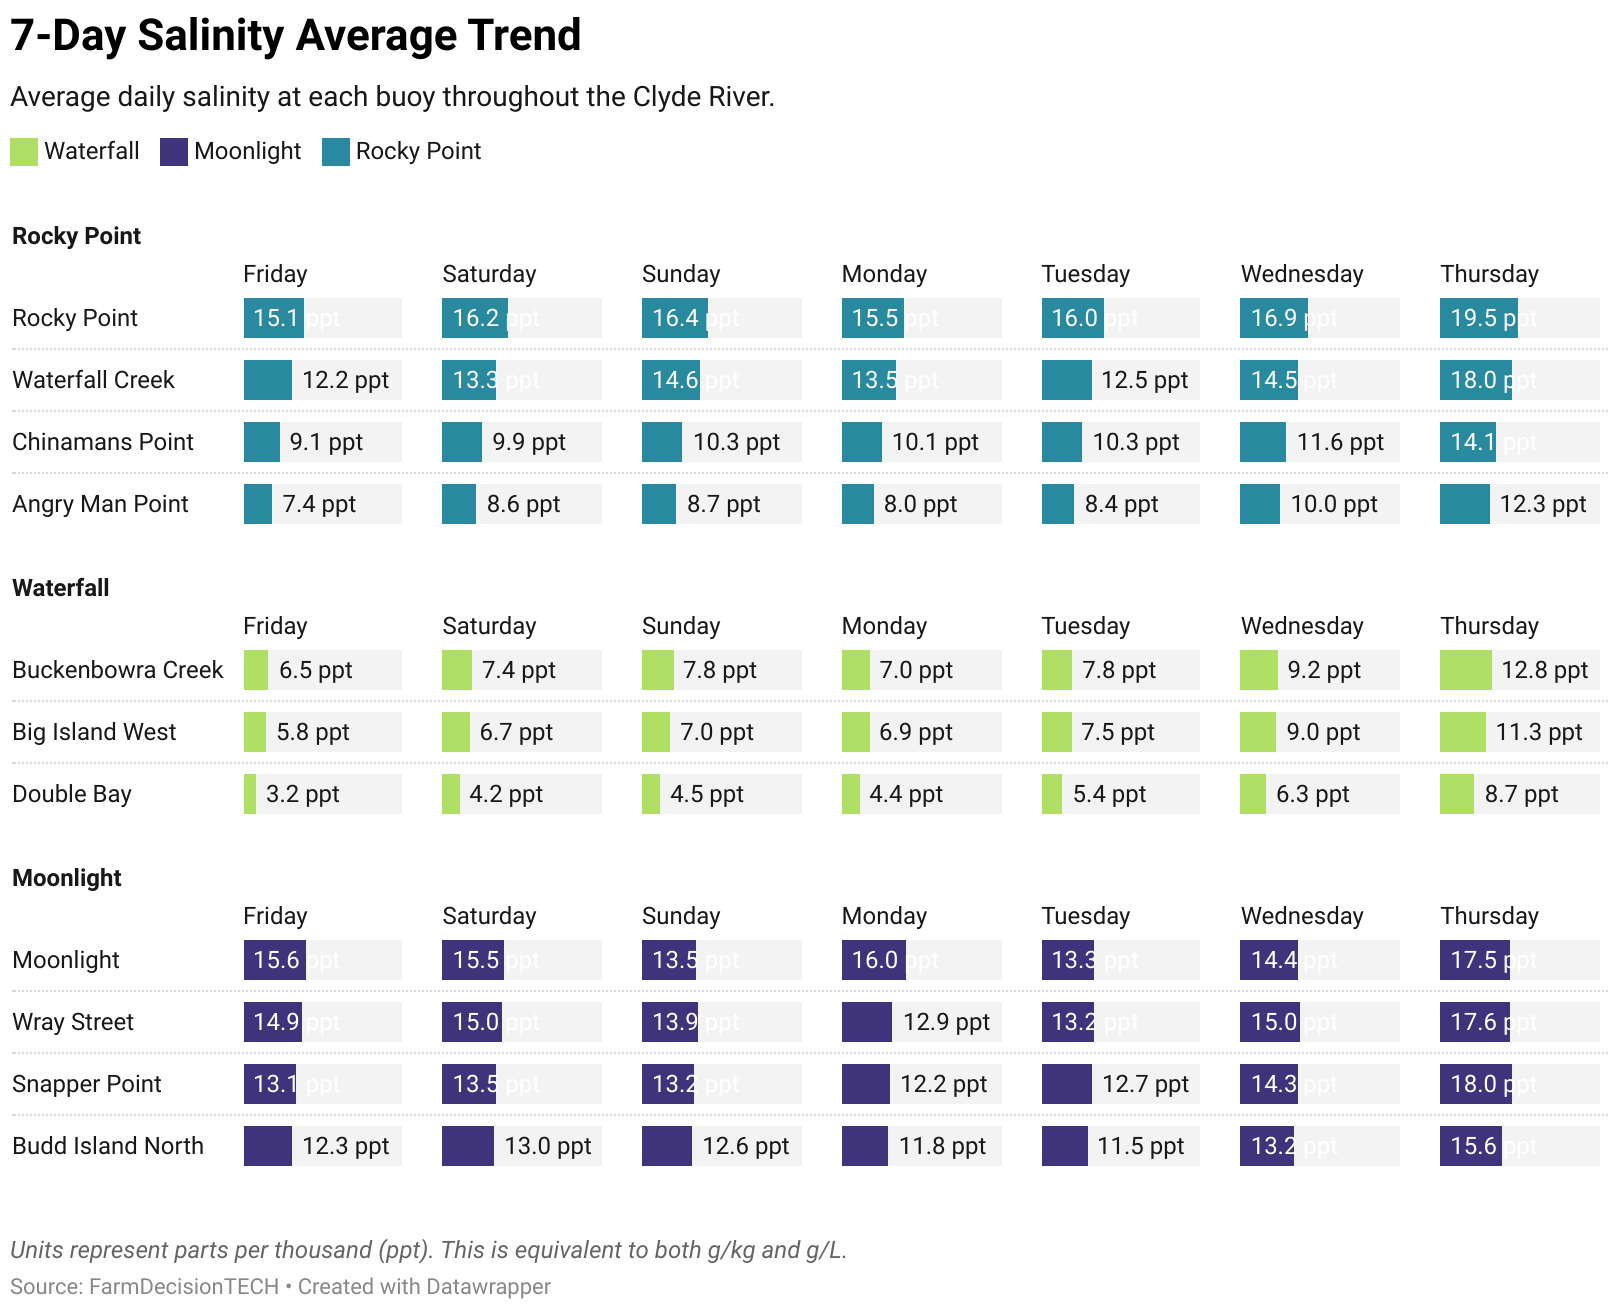 7-Day Salinity Average Trend
Average daily salinity at each buoy throughout the Clyde River.
Waterfall Moonlight Rocky Point
Rocky Point
Friday Saturday Sunday Monday Tuesday Wednesday Thursday
Rocky Point 15.1 ppt 16.2 ppt 16.4 ppt 15.5 ppt 16.0 ppt 16.9 ppt 19.5 ppt
Waterfall Creek 12.2 ppt 13.3 ppt 14.6 ppt 13.5 ppt 12.5 ppt 14.5 ppt 18.0 ppt
Chinamans Point 9.1 ppt 9.9 ppt 10.3 ppt 10.1 ppt 10.3 ppt 11.6 ppt 14.1 ppt
Angry Man Point 7.4 ppt 8.6 ppt 8.7 ppt 8.0 ppt 8.4 ppt 10.0 ppt 12.3 ppt
Waterfall
Friday Saturday Sunday Monday Tuesday Wednesday Thursday
Buckenbowra Creek 6.5 ppt 7.4 ppt 7.8 ppt 7.0 ppt 7.8 ppt 9.2 ppt 12.8 ppt
Big Island West 5.8 ppt 6.7 ppt 7.0 ppt 6.9 ppt 7.5 ppt 9.0 ppt 11.3 ppt
Double Bay 3.2 ppt 4.2 ppt 4.5 ppt 4.4 ppt 5.4 ppt 6.3 ppt 8.7 ppt
Moonlight
Friday Saturday Sunday Monday Tuesday Wednesday Thursday
Moonlight 15.6 ppt 15.5 ppt 13.5 ppt 16.0 ppt 13.3 ppt 14.4 ppt 17.5 ppt
Wray Street 14.9 ppt 15.0 ppt 13.9 ppt 12.9 ppt 13.2 ppt 15.0 ppt 17.6 ppt
Snapper Point 13.1 ppt 13.5 ppt 13.2 ppt 12.2 ppt 12.7 ppt 14.3 ppt 18.0 ppt
Budd Island North 12.3 ppt 13.0 ppt 12.6 ppt 11.8 ppt 11.5 ppt 13.2 ppt 15.6 ppt
Units represent parts per thousand (ppt). This is equivalent to both g/kg and g/L.
Source: FarmDecisionTECH • Created with Datawrapper